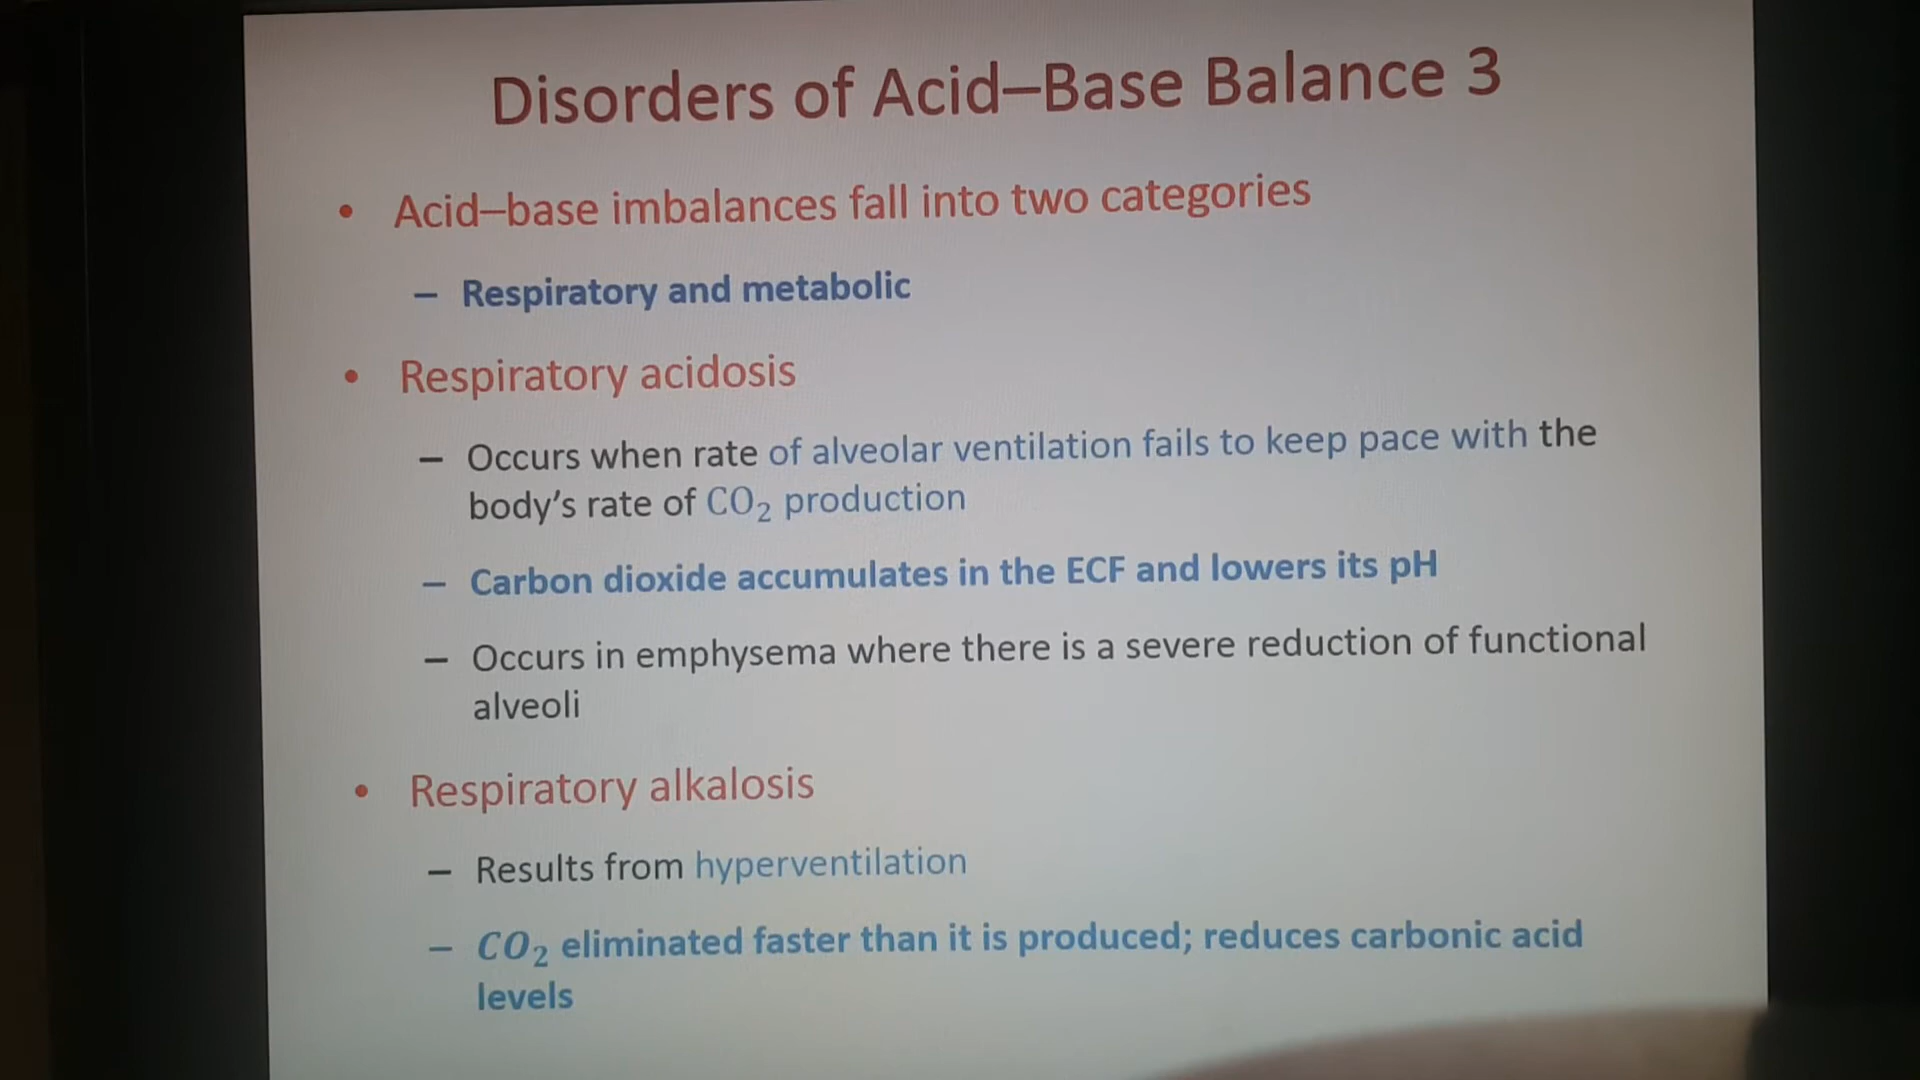 Disorders of Acid–Base Balance 3
• Acid–base imbalances fall into two categories
– Respiratory and metabolic
• Respiratory acidosis
– Occurs when rate of alveolar ventilation fails to keep pace with the
body's rate of CO₂ production
– Carbon dioxide accumulates in the ECF and lowers its pH
– Occurs in emphysema where there is a severe reduction of functional
alveoli
• Respiratory alkalosis
– Results from hyperventilation
– CO₂ eliminated faster than it is produced; reduces carbonic acid
levels